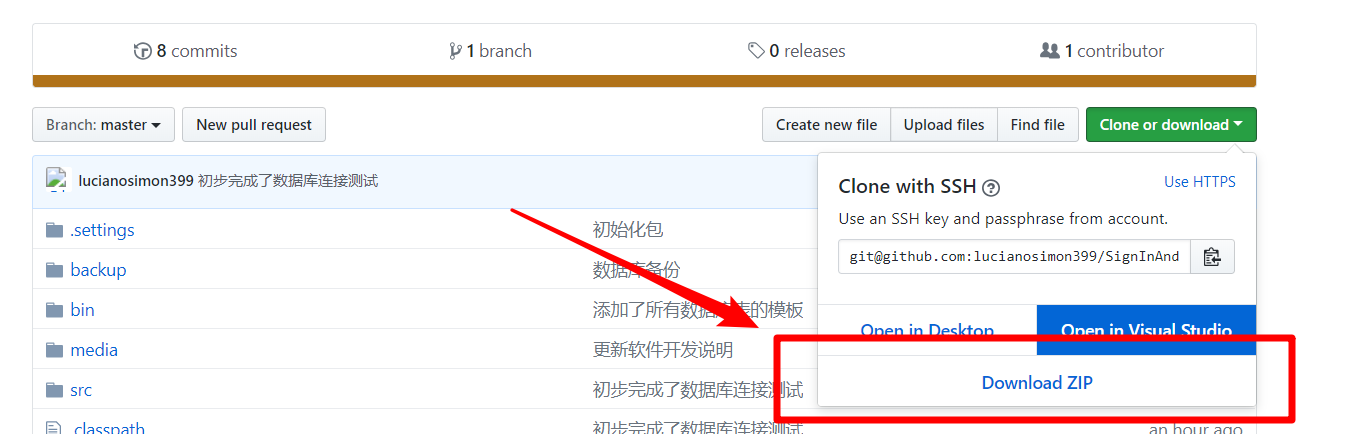 8 commits
1 branch
0 releases
1 contributor
Branch: master
New pull request
Create new file
Upload files
Find file
Clone or download
lucianosimon399 初步完成了数据库连接测试
Clone with SSH
Use HTTPS
Use an SSH key and passphrase from account.
git@github.com:lucianosimon399/SignInAnd
.settings 初始化包
backup 数据库备份
bin 添加了所有数据库表的模板
media 更新软件开发说明
src 初步完成了数据库连接测试
Open in Desktop
Open in Visual Studio
Download ZIP
.classpath 初步完成了数据库连接测试 an hour ago